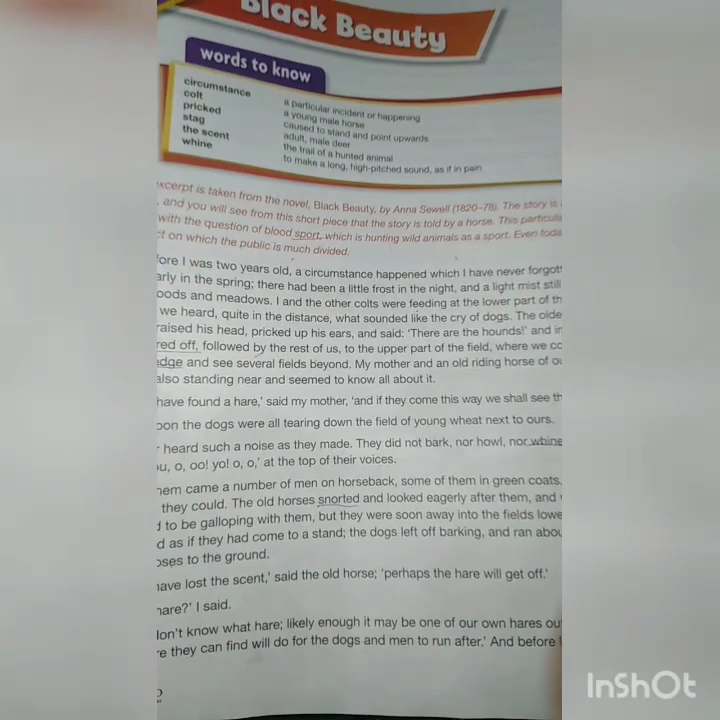 Black Beauty
words to know
circumstance a particular incident or happening
colt a young male horse
pricked caused to stand and point upwards
stag adult, male deer
the scent the trail of a hunted animal
whine to make a long, high-pitched sound, as if in pain
xcerpt is taken from the novel, Black Beauty, by Anna Sewell (1820–78). The story is
, and you will see from this short piece that the story is told by a horse. This particula
with the question of blood sport, which is hunting wild animals as a sport. Even toda
ct on which the public is much divided.
fore I was two years old, a circumstance happened which I have never forgott
arly in the spring; there had been a little frost in the night, and a light mist still
oods and meadows. I and the other colts were feeding at the lower part of th
we heard, quite in the distance, what sounded like the cry of dogs. The olde
raised his head, pricked up his ears, and said: 'There are the hounds!' and im
red off, followed by the rest of us, to the upper part of the field, where we co
edge and see several fields beyond. My mother and an old riding horse of ou
also standing near and seemed to know all about it.
have found a hare,' said my mother, 'and if they come this way we shall see th
oon the dogs were all tearing down the field of young wheat next to ours.
r heard such a noise as they made. They did not bark, nor howl, nor whine
ou, o, oo! yo! o, o,' at the top of their voices.
hem came a number of men on horseback, some of them in green coats,
they could. The old horses snorted and looked eagerly after them, and
d to be galloping with them, but they were soon away into the fields lowe
d as if they had come to a stand; the dogs left off barking, and ran abou
oses to the ground.
have lost the scent,' said the old horse; 'perhaps the hare will get off.'
hare?' I said.
don't know what hare; likely enough it may be one of our own hares ou
re they can find will do for the dogs and men to run after.' And before
InShOt